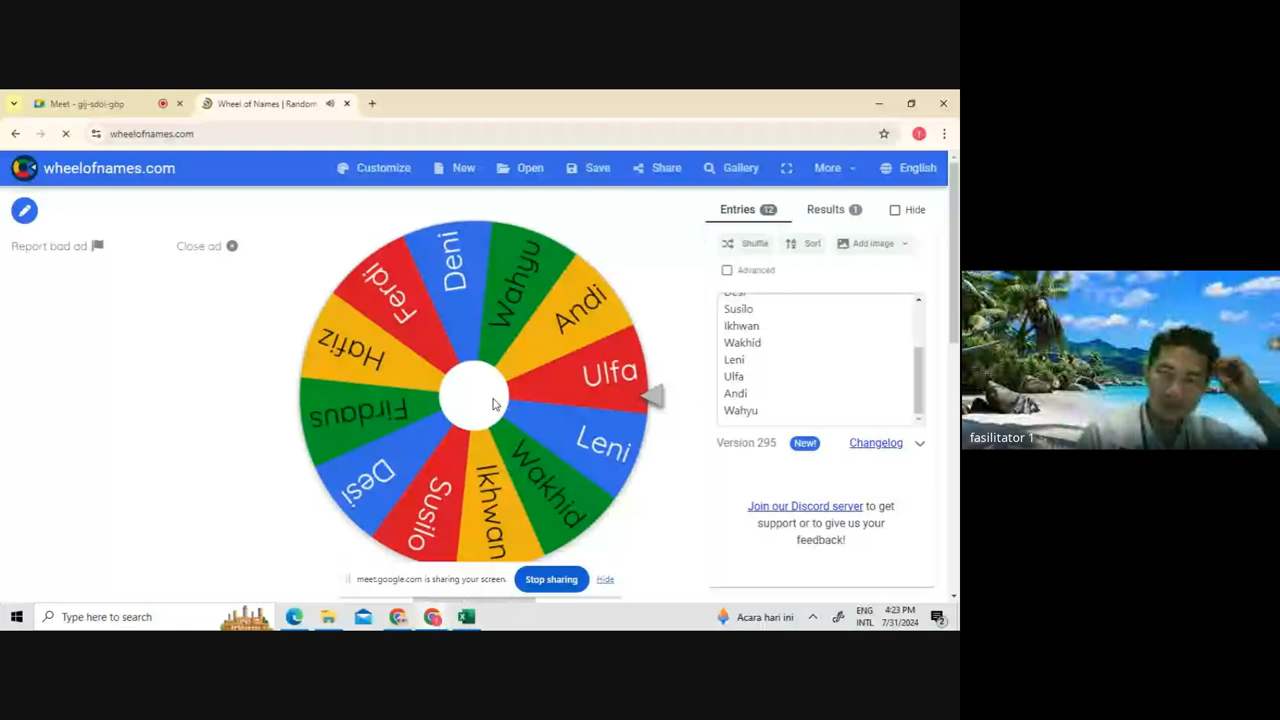 Meet - gij-sdoi-gbp
Wheel of Names | Random
wheelofnames.com
wheelofnames.com
Customize
New
Open
Save
Share
Gallery
More
English
Report bad ad
Close ad
Entries 12
Results 1
Hide
Shuffle
Sort
Add image
Advanced
Desi
Susilo
Ikhwan
Wakhid
Leni
Ulfa
Andi
Wahyu
Version 295
New!
Changelog
Join our Discord server to get
support or to give us your
feedback!
Deni
Wahyu
Andi
Ulfa
Leni
Wakhid
Ikhwan
Susilo
Desi
Firdaus
Hafiz
Ferdi
meet.google.com is sharing your screen.
Stop sharing
Hide
Type here to search
Acara hari ini
ENG
INTL
4:23 PM
7/31/2024
2
fasilitator 1